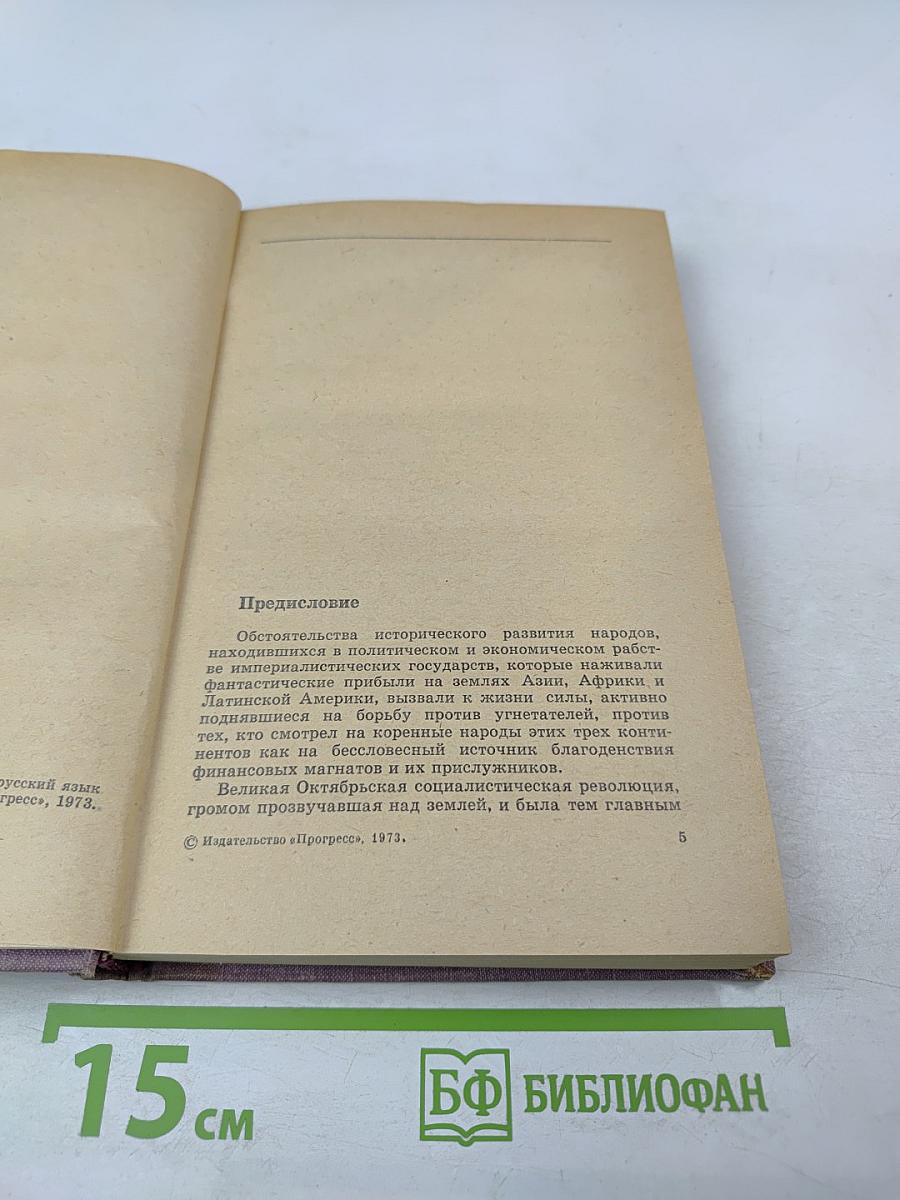 русский язык
гресс», 1973.
Предисловие
Обстоятельства исторического развития народов,
находившихся в политическом и экономическом рабст-
ве империалистических государств, которые наживали
фантастические прибыли на землях Азии, Африки и
Латинской Америки, вызвали к жизни силы, активно
поднявшиеся на борьбу против угнетателей, против
тех, кто смотрел на коренные народы этих трех конти-
нентов как на бессловесный источник благоденствия
финансовых магнатов и их прислужников.
Великая Октябрьская социалистическая революция,
громом прозвучавшая над землей, и была тем главным
© Издательство «Прогресс», 1973.
5
15 см
БФ БИБЛИОФАН